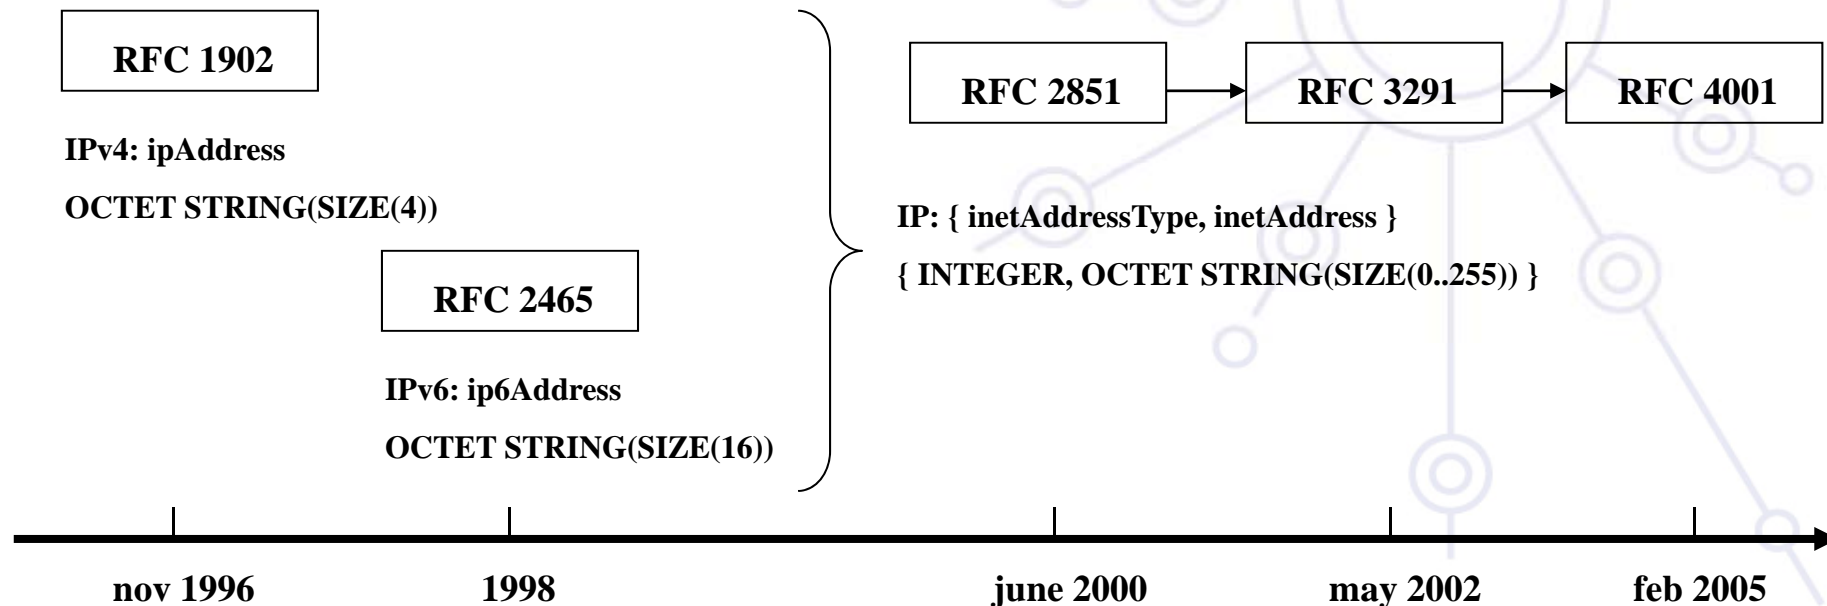 RFC 1902
IPv4: ipAddress
OCTET STRING(SIZE(4))
RFC 2465
IPv6: ip6Address
OCTET STRING(SIZE(16))
RFC 2851
RFC 3291
RFC 4001
IP: { inetAddressType, inetAddress }
{ INTEGER, OCTET STRING(SIZE(0..255)) }
nov 1996
1998
june 2000
may 2002
feb 2005